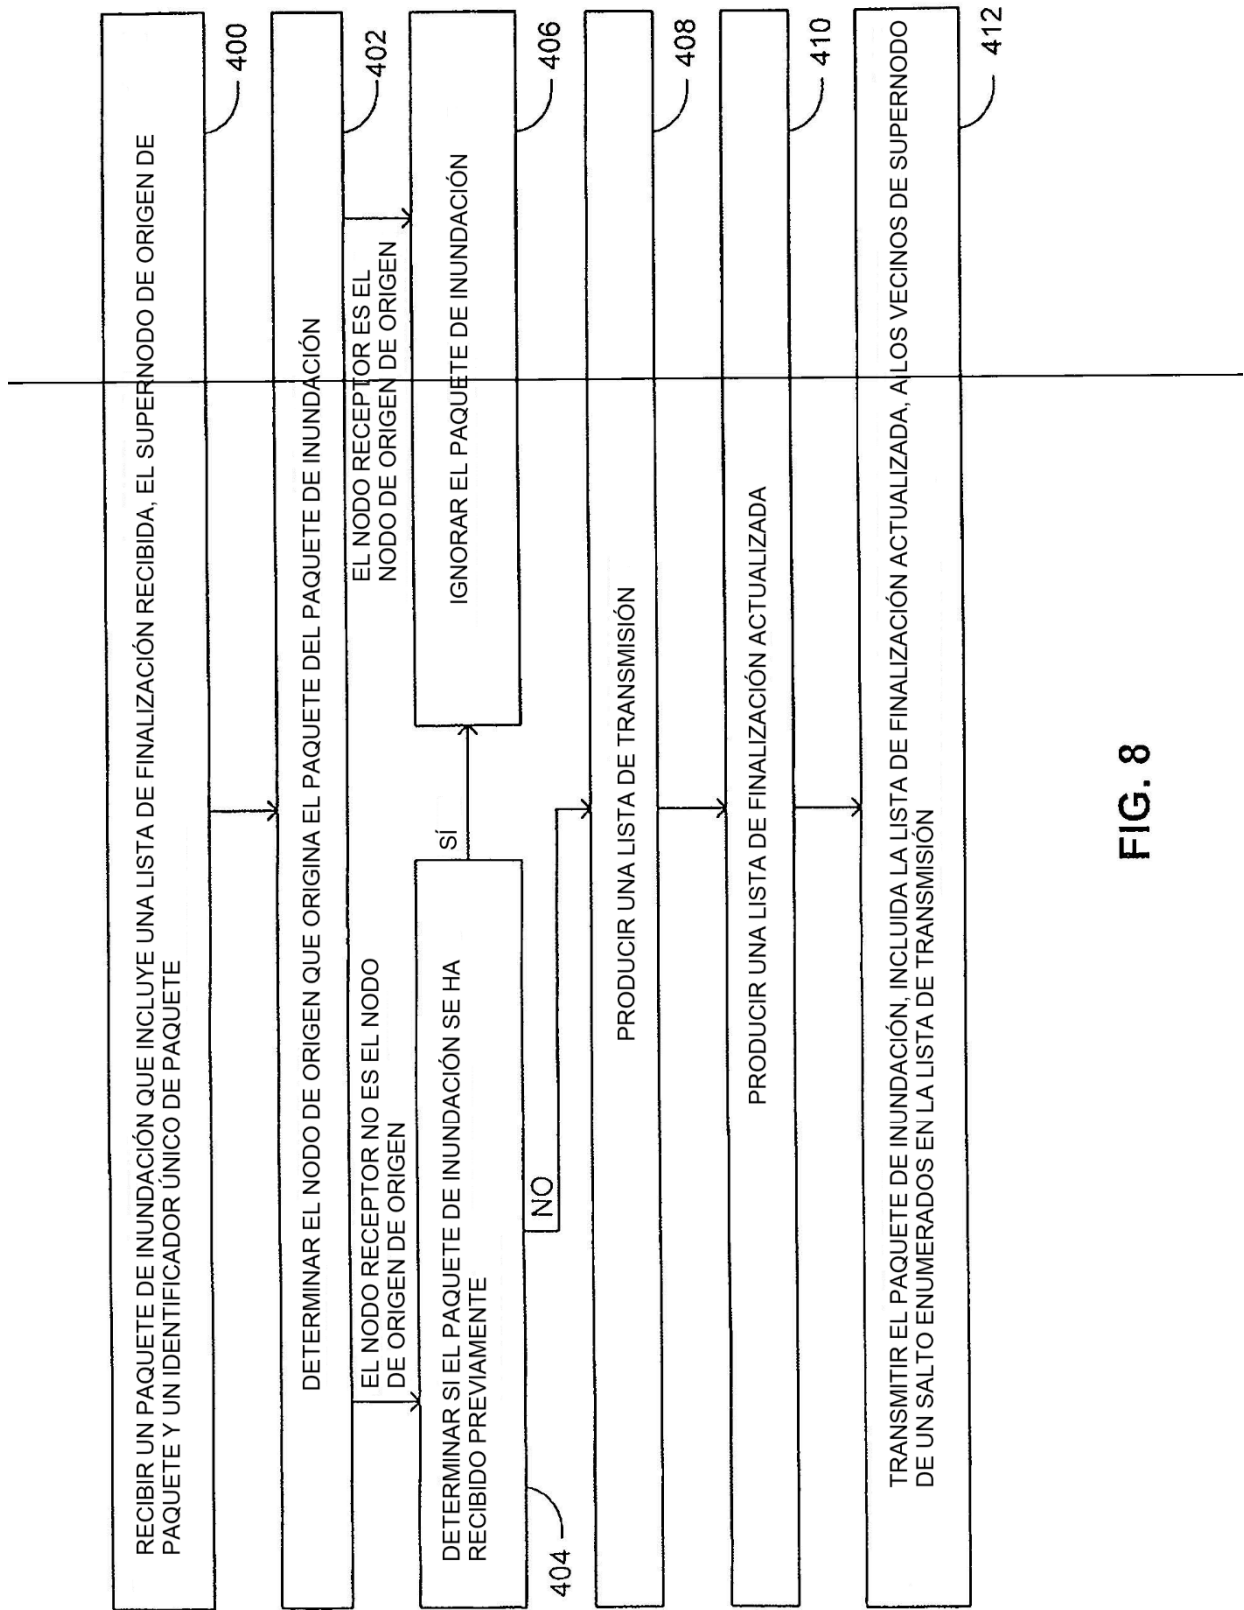 RECIBIR UN PAQUETE DE INUNDACIÓN QUE INCLUYE UNA LISTA DE FINALIZACIÓN RECIBIDA, EL SUPERNODO DE ORIGEN DE
PAQUETE Y UN IDENTIFICADOR ÚNICO DE PAQUETE
400
DETERMINAR EL NODO DE ORIGEN QUE ORIGINA EL PAQUETE DEL PAQUETE DE INUNDACIÓN
402
EL NODO RECEPTOR NO ES EL NODO
DE ORIGEN DE ORIGEN
EL NODO RECEPTOR ES EL
NODO DE ORIGEN DE ORIGEN
DETERMINAR SI EL PAQUETE DE INUNDACIÓN SE HA
RECIBIDO PREVIAMENTE
404
SÍ
IGNORAR EL PAQUETE DE INUNDACIÓN
406
NO
PRODUCIR UNA LISTA DE TRANSMISIÓN
408
PRODUCIR UNA LISTA DE FINALIZACIÓN ACTUALIZADA
410
TRANSMITIR EL PAQUETE DE INUNDACIÓN, INCLUIDA LA LISTA DE FINALIZACIÓN ACTUALIZADA, A LOS VECINOS DE SUPERNODO
DE UN SALTO ENUMERADOS EN LA LISTA DE TRANSMISIÓN
412
FIG. 8